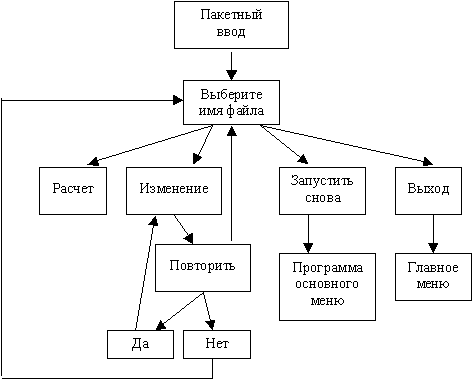 Пакетный
ввод
Выберите
имя файла
Расчет
Изменение
Запустить
снова
Выход
Повторить
Программа
основного
меню
Главное
меню
Да
Нет